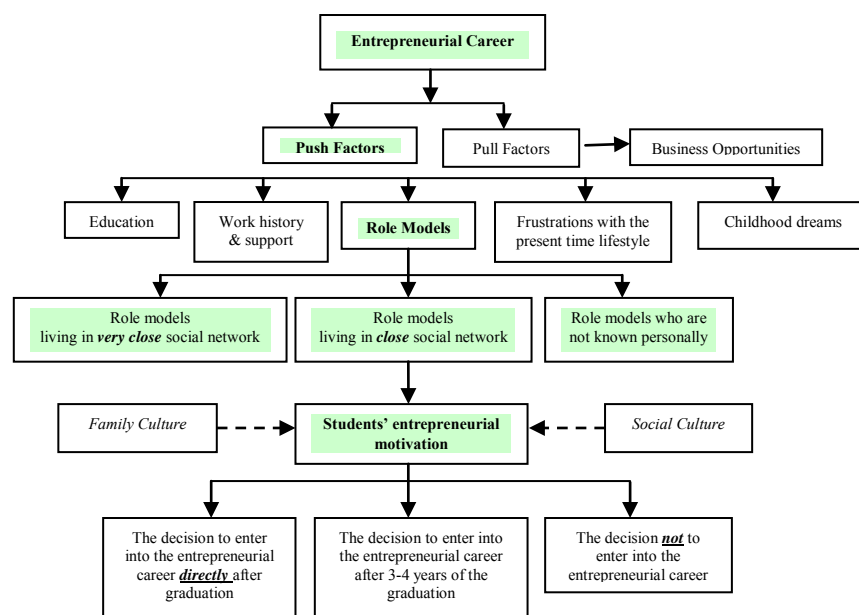 Entrepreneurial Career
Push Factors
Pull Factors
Business Opportunities
Education
Work history
& support
Role Models
Frustrations with the
present time lifestyle
Childhood dreams
Role models
living in very close social network
Role models
living in close social network
Role models who are
not known personally
Family Culture
Students’ entrepreneurial
motivation
Social Culture
The decision to enter
into the entrepreneurial
career directly after
graduation
The decision to enter into
the entrepreneurial career
after 3-4 years of the
graduation
The decision not to
enter into the
entrepreneurial career